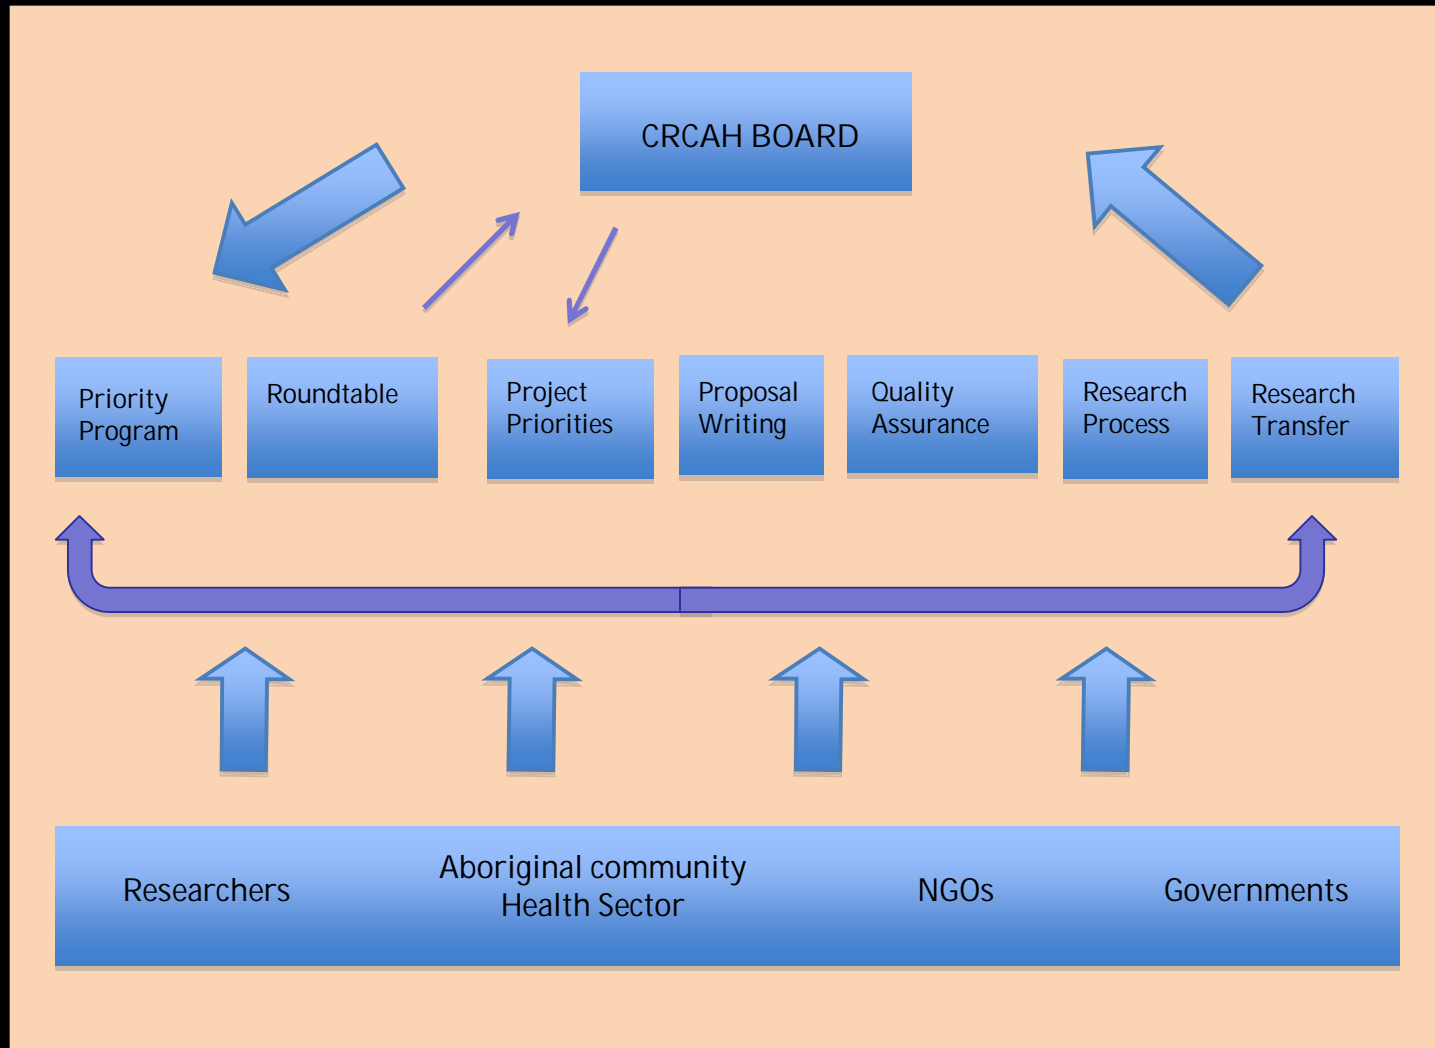 CRCAH BOARD
Priority
Program
Roundtable
Project
Priorities
Proposal
Writing
Quality
Assurance
Research
Process
Research
Transfer
Researchers
Aboriginal community
Health Sector
NGOs
Governments